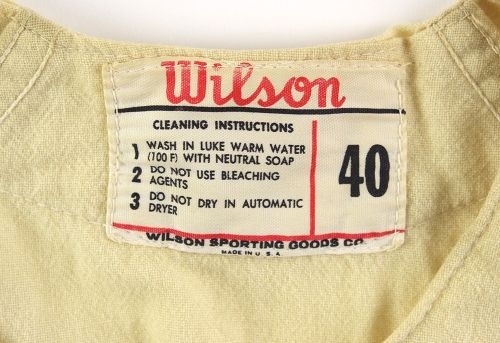 Wilson
CLEANING INSTRUCTIONS
1 WASH IN LUKE WARM WATER
(100 F) WITH NEUTRAL SOAP
2 DO NOT USE BLEACHING
AGENTS
3 DO NOT DRY IN AUTOMATIC
DRYER
40
WILSON SPORTING GOODS CO.
MADE IN U.S.A.